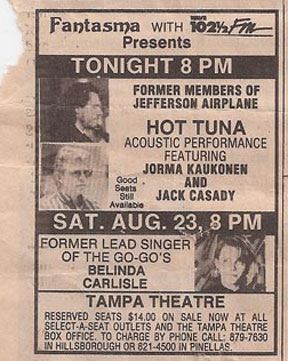 Fantasma WITH WAVE 102½ FM
Presents
TONIGHT 8 PM
FORMER MEMBERS OF
JEFFERSON AIRPLANE
HOT TUNA
ACOUSTIC PERFORMANCE
FEATURING
JORMA KAUKONEN
AND
JACK CASADY
Good
Seats
Still
Available
SAT. AUG. 23, 8 PM
FORMER LEAD SINGER
OF THE GO-GO'S
BELINDA
CARLISLE
TAMPA THEATRE
RESERVED SEATS $14.00 ON SALE NOW AT ALL
SELECT-A-SEAT OUTLETS AND THE TAMPA THEATRE
BOX OFFICE. TO CHARGE BY PHONE CALL: 879-7630
IN HILLSBOROUGH OR 821-4500 IN PINELLAS.